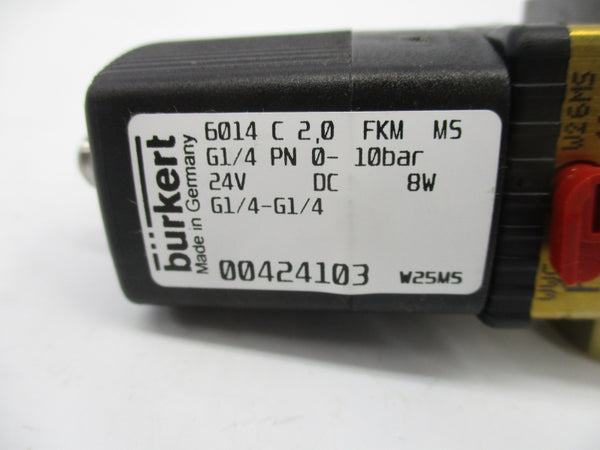 bürkert
Made in Germany
6014 C 2,0 FKM MS
G1/4 PN 0- 10bar
24V DC 8W
G1/4-G1/4
00424103 W25MS
W26MS